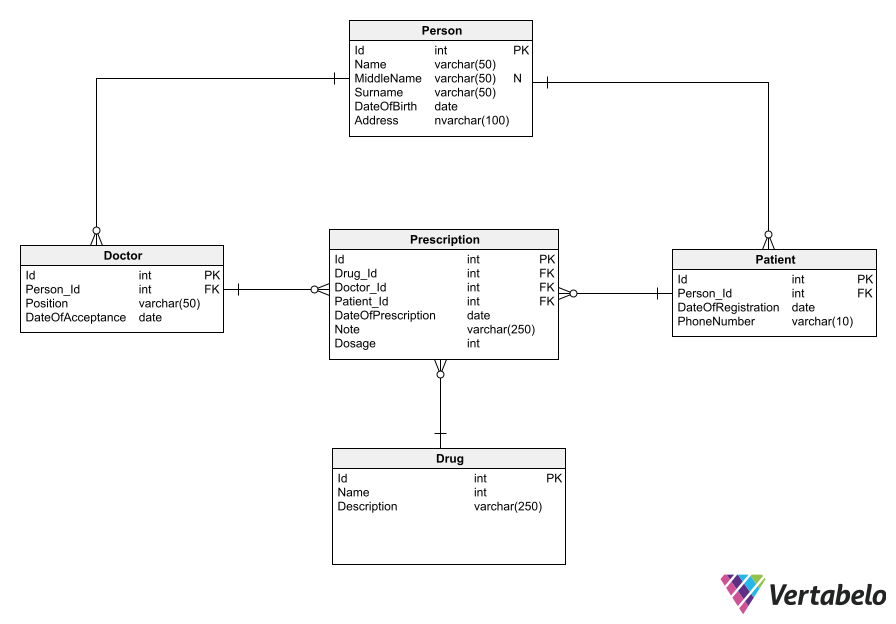 Person
Id int PK
Name varchar(50)
MiddleName varchar(50) N
Surname varchar(50)
DateOfBirth date
Address nvarchar(100)
Doctor
Id int PK
Person_Id int FK
Position varchar(50)
DateOfAcceptance date
Prescription
Id int PK
Drug_Id int FK
Doctor_Id int FK
Patient_Id int FK
DateOfPrescription date
Note varchar(250)
Dosage int
Patient
Id int PK
Person_Id int FK
DateOfRegistration date
PhoneNumber varchar(10)
Drug
Id int PK
Name int
Description varchar(250)
Vertabelo